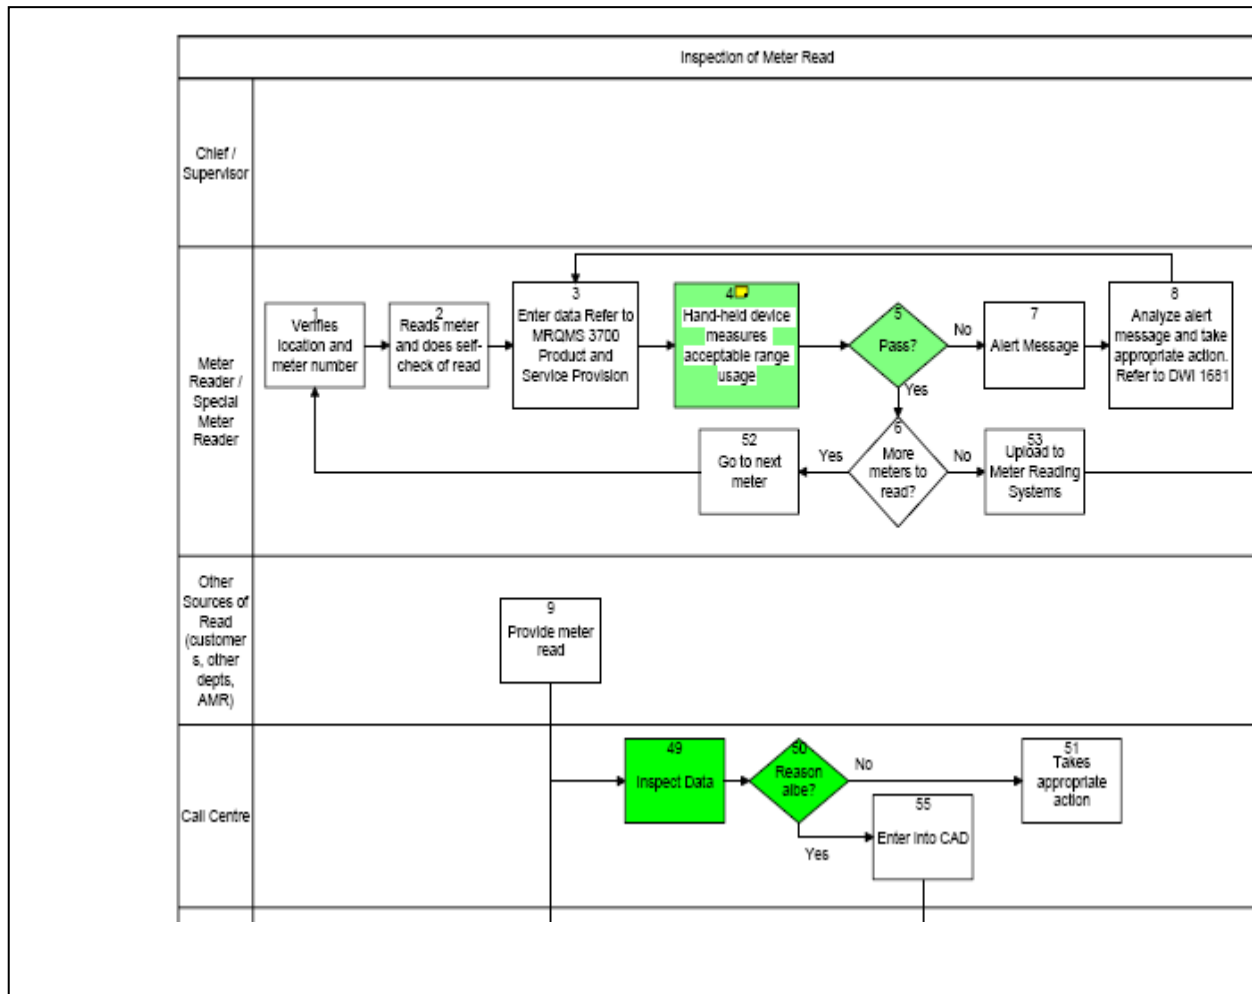 Inspection of Meter Read
Chief /
Supervisor
Meter
Reader /
Special
Meter
Reader
1
Verifies
location and
meter number
2
Reads meter
and does self-
check of read
3
Enter data Refer to
MRQMS 3700
Product and
Service Provision
4
Hand-held device
measures
acceptable range
usage
5
Pass?
No
Yes
7
Alert Message
8
Analyze alert
message and take
appropriate action.
Refer to DWI 1681
52
Go to next
meter
Yes
6
More
meters to
read?
No
53
Upload to
Meter Reading
Systems
Other
Sources of
Read
(customer
s, other
depts,
AMR)
9
Provide meter
read
Call Centre
49
Inspect Data
50
Reason
albe?
No
Yes
51
Takes
appropriate
action
55
Enter into CAD